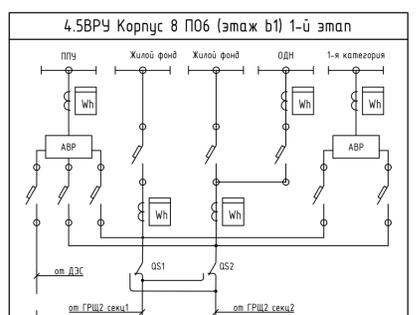 4.5ВРУ Корпус 8 ПО6 (этаж b1) 1-й этап
ППУ Жилой фонд Жилой фонд ОДН 1-я категория
Wh Wh Wh
АВР АВР
Wh Wh
QS1 QS2
от ДЭС
от ГРЩ2 секц1 от ГРЩ2 секц2